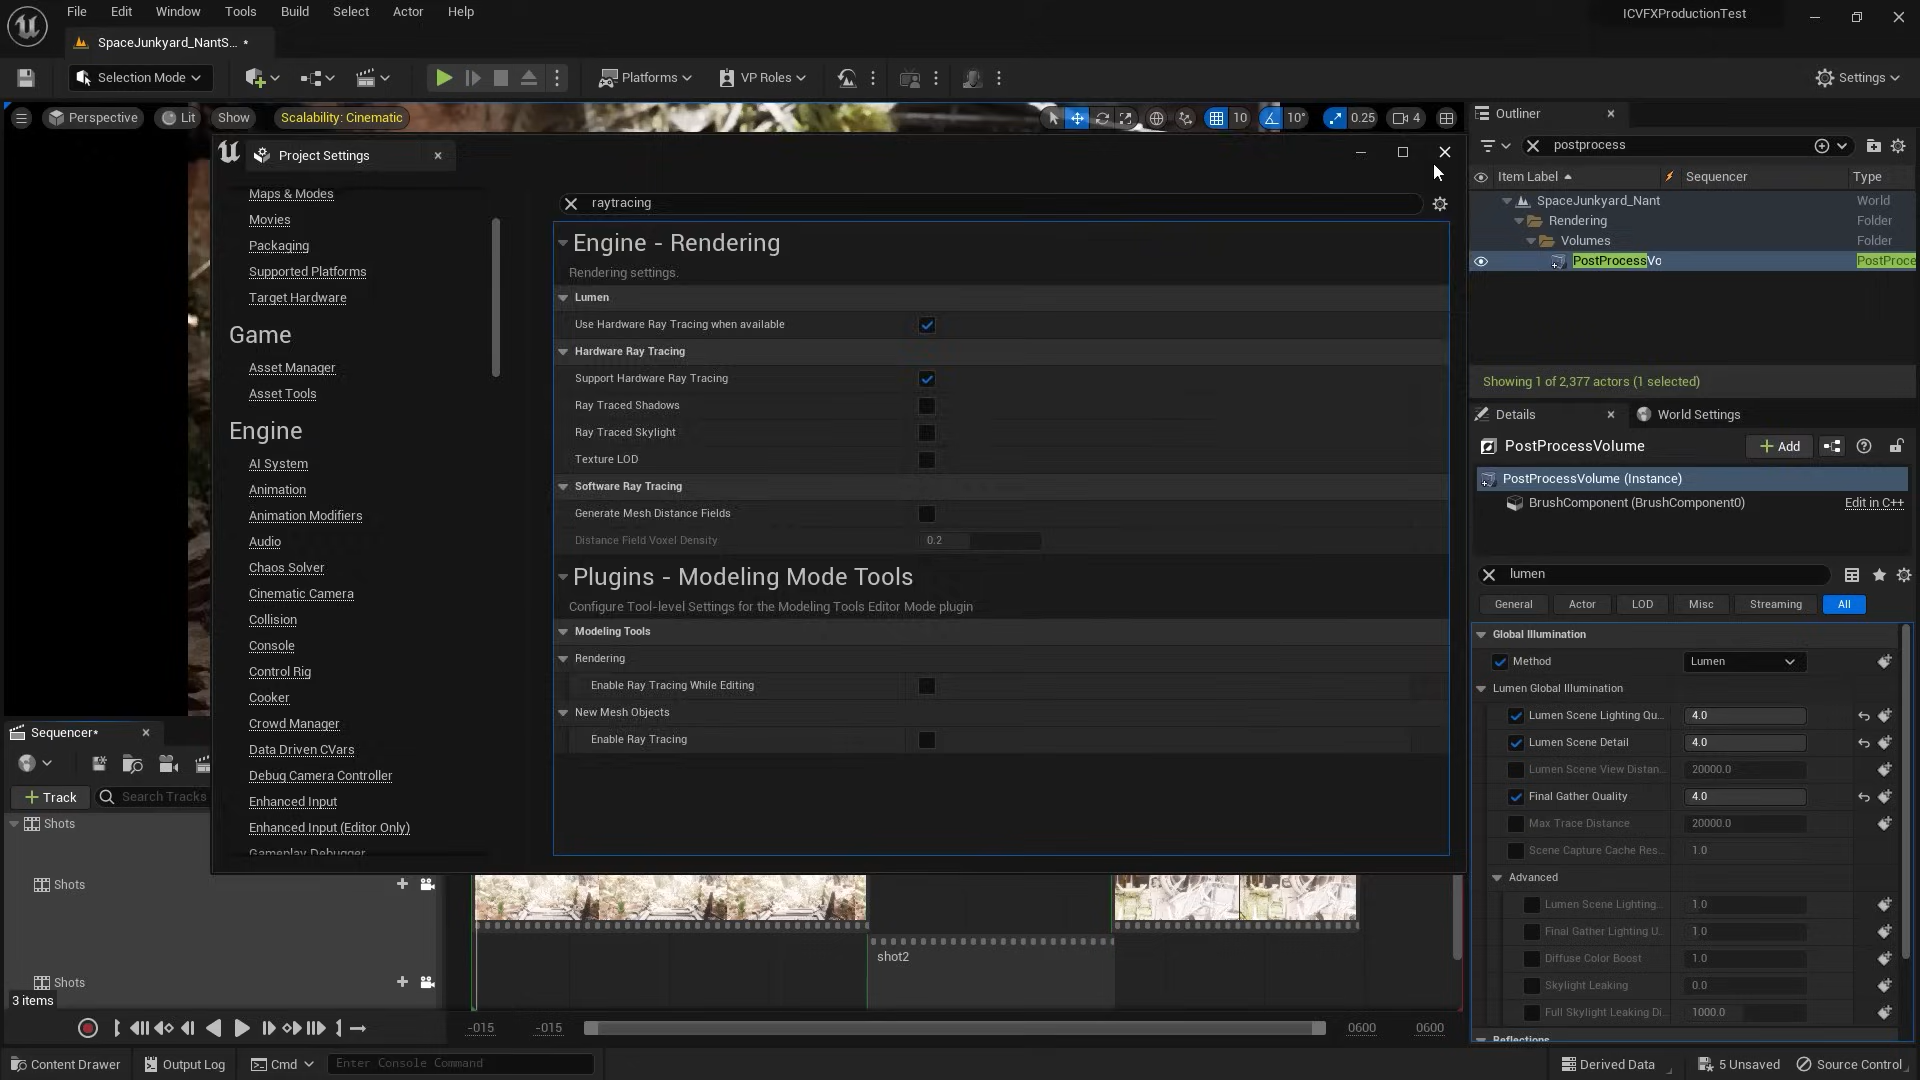 File Edit Window Tools Build Select Actor Help
ICVFXProductionTest
SpaceJunkyard_NantS... •
Selection Mode
Platforms
VP Roles
Settings
Perspective
Lit
Show
Scalability: Cinematic
10
10°
0.25
4
Project Settings
Maps & Modes
Movies
Packaging
Supported Platforms
Target Hardware
Game
Asset Manager
Asset Tools
Engine
AI System
Animation
Animation Modifiers
Audio
Chaos Solver
Cinematic Camera
Collision
Console
Control Rig
Cooker
Crowd Manager
Data Driven CVars
Debug Camera Controller
Enhanced Input
Enhanced Input (Editor Only)
Gameplay Debugger
raytracing
Engine - Rendering
Rendering settings.
Lumen
Use Hardware Ray Tracing when available
Hardware Ray Tracing
Support Hardware Ray Tracing
Ray Traced Shadows
Ray Traced Skylight
Texture LOD
Software Ray Tracing
Generate Mesh Distance Fields
Distance Field Voxel Density 0.2
Plugins - Modeling Mode Tools
Configure Tool-level Settings for the Modeling Tools Editor Mode plugin
Modeling Tools
Rendering
Enable Ray Tracing While Editing
New Mesh Objects
Enable Ray Tracing
Outliner
postprocess
Item Label Sequencer Type
SpaceJunkyard_Nant World
Rendering Folder
Volumes Folder
PostProcessVo PostProce
Showing 1 of 2,377 actors (1 selected)
Details
World Settings
PostProcessVolume
Add
PostProcessVolume (Instance)
BrushComponent (BrushComponent0) Edit in C++
lumen
General Actor LOD Misc Streaming All
Global Illumination
Method Lumen
Lumen Global Illumination
Lumen Scene Lighting Qu... 4.0
Lumen Scene Detail 4.0
Lumen Scene View Distan... 20000.0
Final Gather Quality 4.0
Max Trace Distance 20000.0
Scene Capture Cache Res... 1.0
Advanced
Lumen Scene Lighting... 1.0
Final Gather Lighting U... 1.0
Diffuse Color Boost 1.0
Skylight Leaking 0.0
Full Skylight Leaking Di... 1000.0
Reflections
Sequencer*
Track
Search Tracks
Shots
Shots
Shots
3 items
shot2
-015 -015 0600 0600
Content Drawer
Output Log
Cmd
Enter Console Command
Derived Data
5 Unsaved
Source Control